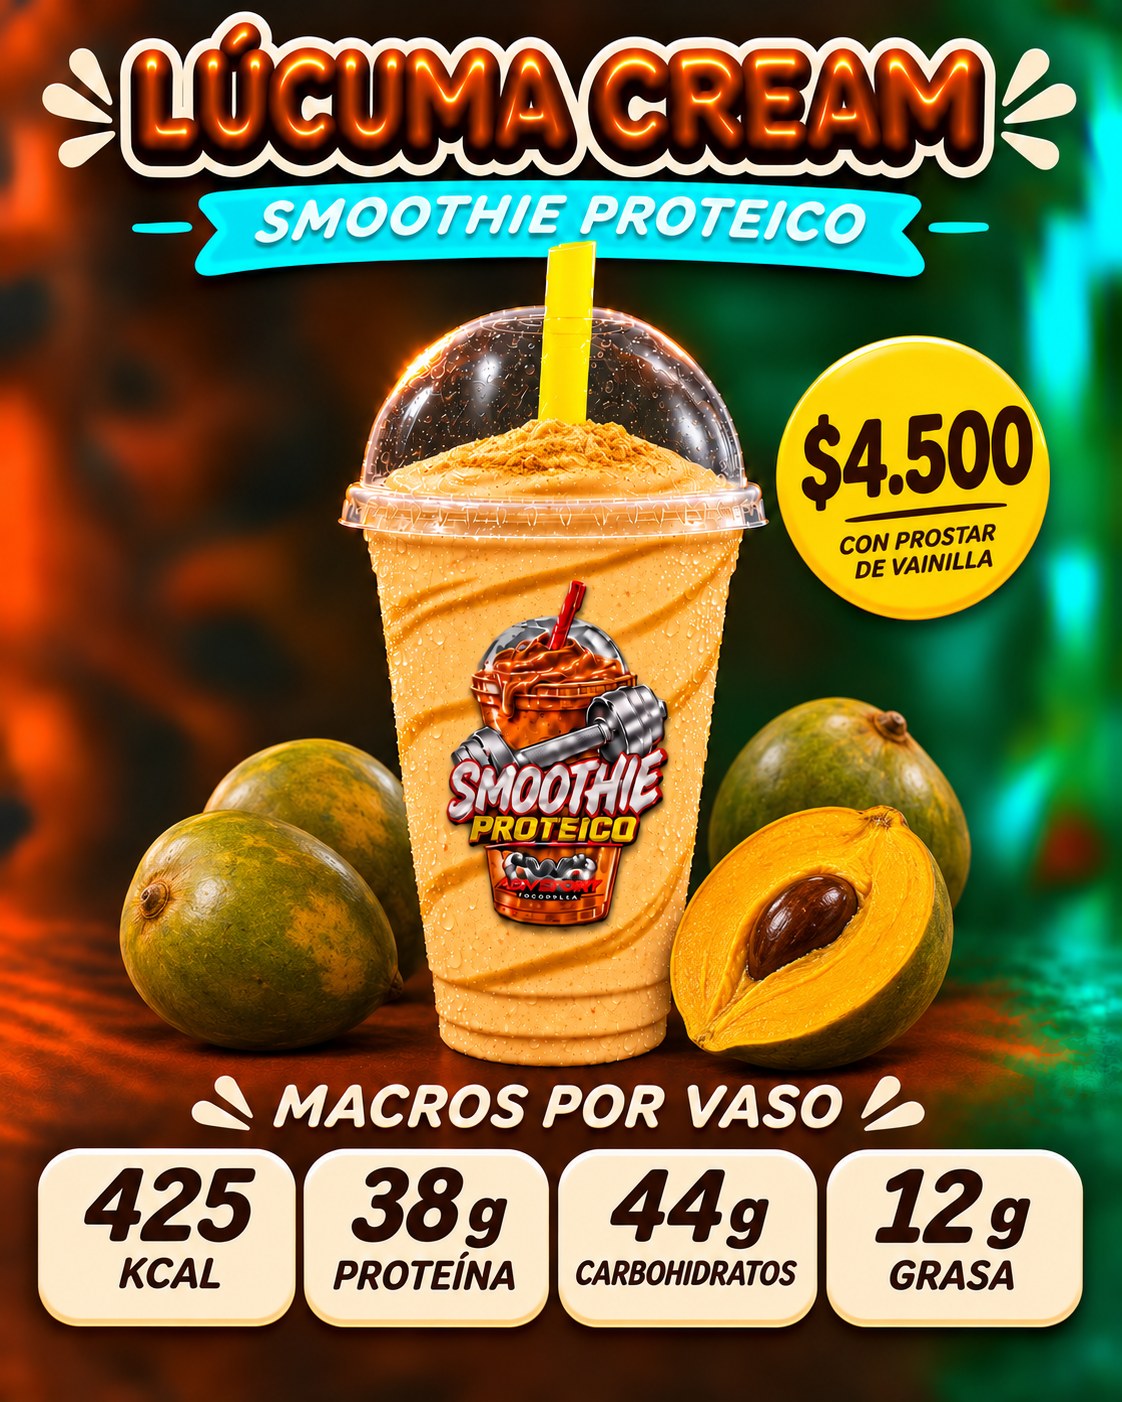 LÚCUMA CREAM
SMOOTHIE PROTEICO
$4.500
CON PROSTAR
DE VAINILLA
SMOOTHIE
PROTEICO
MACROS POR VASO
425
KCAL
38g
PROTEÍNA
44g
CARBOHIDRATOS
12g
GRASA